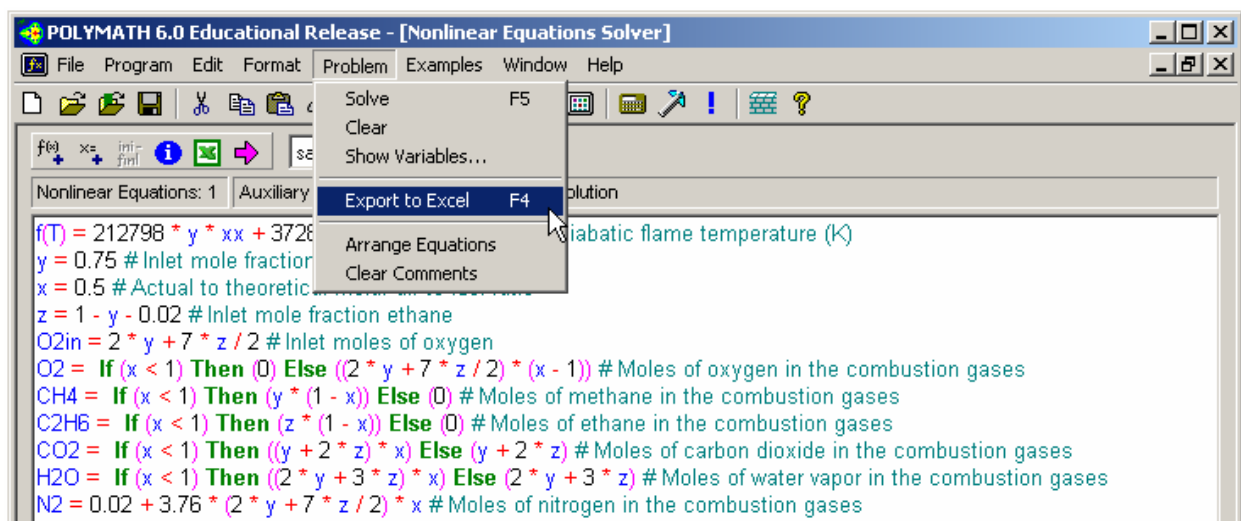 POLYMATH 6.0 Educational Release - [Nonlinear Equations Solver]
File Program Edit Format Problem Examples Window Help
Solve F5
Clear
Show Variables...
Export to Excel F4
Arrange Equations
Clear Comments
f(x) x= ini- finl
Nonlinear Equations: 1 Auxiliary
f(T) = 212798 * y * xx + 3728 iabatic flame temperature (K)
y = 0.75 # Inlet mole fraction
x = 0.5 # Actual to theoretic
z = 1 - y - 0.02 # Inlet mole fraction ethane
O2in = 2 * y + 7 * z / 2 # Inlet moles of oxygen
O2 = If (x < 1) Then (0) Else ((2 * y + 7 * z / 2) * (x - 1)) # Moles of oxygen in the combustion gases
CH4 = If (x < 1) Then (y * (1 - x)) Else (0) # Moles of methane in the combustion gases
C2H6 = If (x < 1) Then (z * (1 - x)) Else (0) # Moles of ethane in the combustion gases
CO2 = If (x < 1) Then ((y + 2 * z) * x) Else (y + 2 * z) # Moles of carbon dioxide in the combustion gases
H2O = If (x < 1) Then ((2 * y + 3 * z) * x) Else (2 * y + 3 * z) # Moles of water vapor in the combustion gases
N2 = 0.02 + 3.76 * (2 * y + 7 * z / 2) * x # Moles of nitrogen in the combustion gases